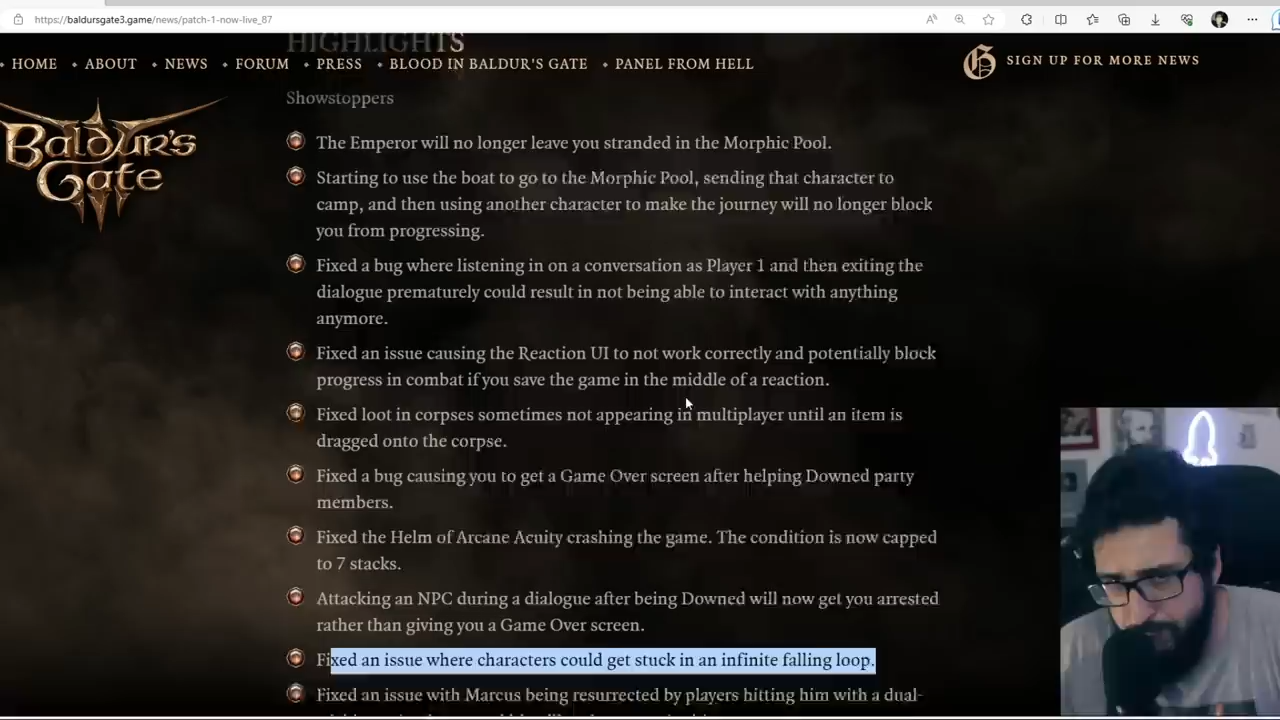 https://baldursgate3.game/news/patch-1-now-live_87
HIGHLIGHTS
HOME
ABOUT
NEWS
FORUM
PRESS
BLOOD IN BALDUR'S GATE
PANEL FROM HELL
SIGN UP FOR MORE NEWS
BALDUR'S
GATE
Showstoppers
The Emperor will no longer leave you stranded in the Morphic Pool.
Starting to use the boat to go to the Morphic Pool, sending that character to
camp, and then using another character to make the journey will no longer block
you from progressing.
Fixed a bug where listening in on a conversation as Player 1 and then exiting the
dialogue prematurely could result in not being able to interact with anything
anymore.
Fixed an issue causing the Reaction UI to not work correctly and potentially block
progress in combat if you save the game in the middle of a reaction.
Fixed loot in corpses sometimes not appearing in multiplayer until an item is
dragged onto the corpse.
Fixed a bug causing you to get a Game Over screen after helping Downed party
members.
Fixed the Helm of Arcane Acuity crashing the game. The condition is now capped
to 7 stacks.
Attacking an NPC during a dialogue after being Downed will now get you arrested
rather than giving you a Game Over screen.
Fixed an issue where characters could get stuck in an infinite falling loop.
Fixed an issue with Marcus being resurrected by players hitting him with a dual-